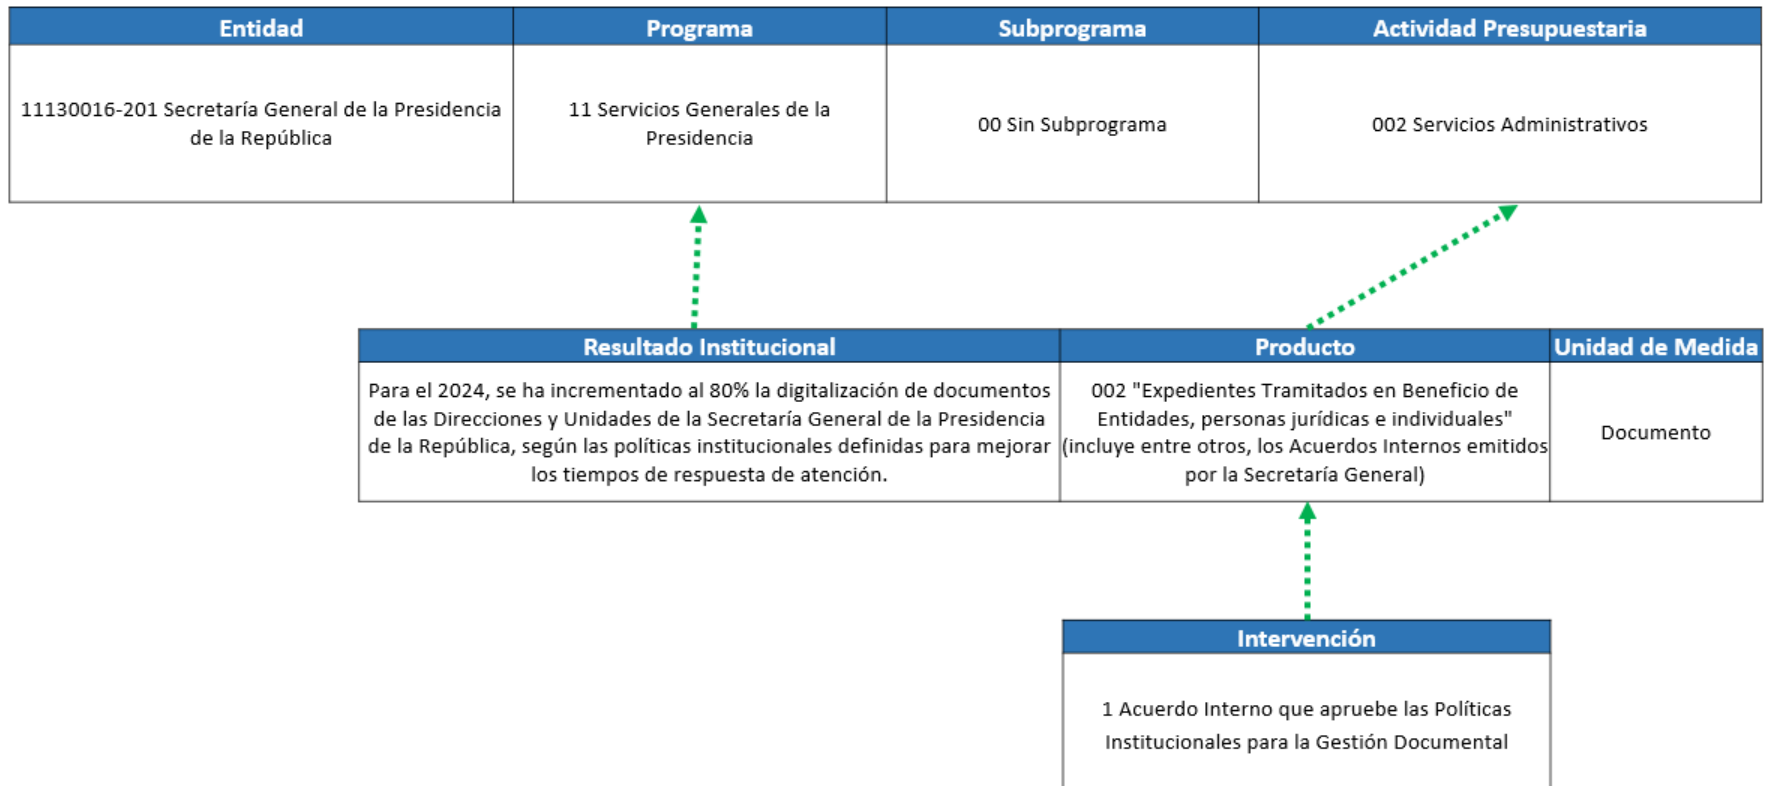 Entidad
Programa
Subprograma
Actividad Presupuestaria
11130016-201 Secretaría General de la Presidencia
de la República
11 Servicios Generales de la
Presidencia
00 Sin Subprograma
002 Servicios Administrativos
Resultado Institucional
Producto
Unidad de Medida
Para el 2024, se ha incrementado al 80% la digitalización de documentos
de las Direcciones y Unidades de la Secretaría General de la Presidencia
de la República, según las políticas institucionales definidas para mejorar
los tiempos de respuesta de atención.
002 "Expedientes Tramitados en Beneficio de
Entidades, personas jurídicas e individuales"
(incluye entre otros, los Acuerdos Internos emitidos
por la Secretaría General)
Documento
Intervención
1 Acuerdo Interno que apruebe las Políticas
Institucionales para la Gestión Documental